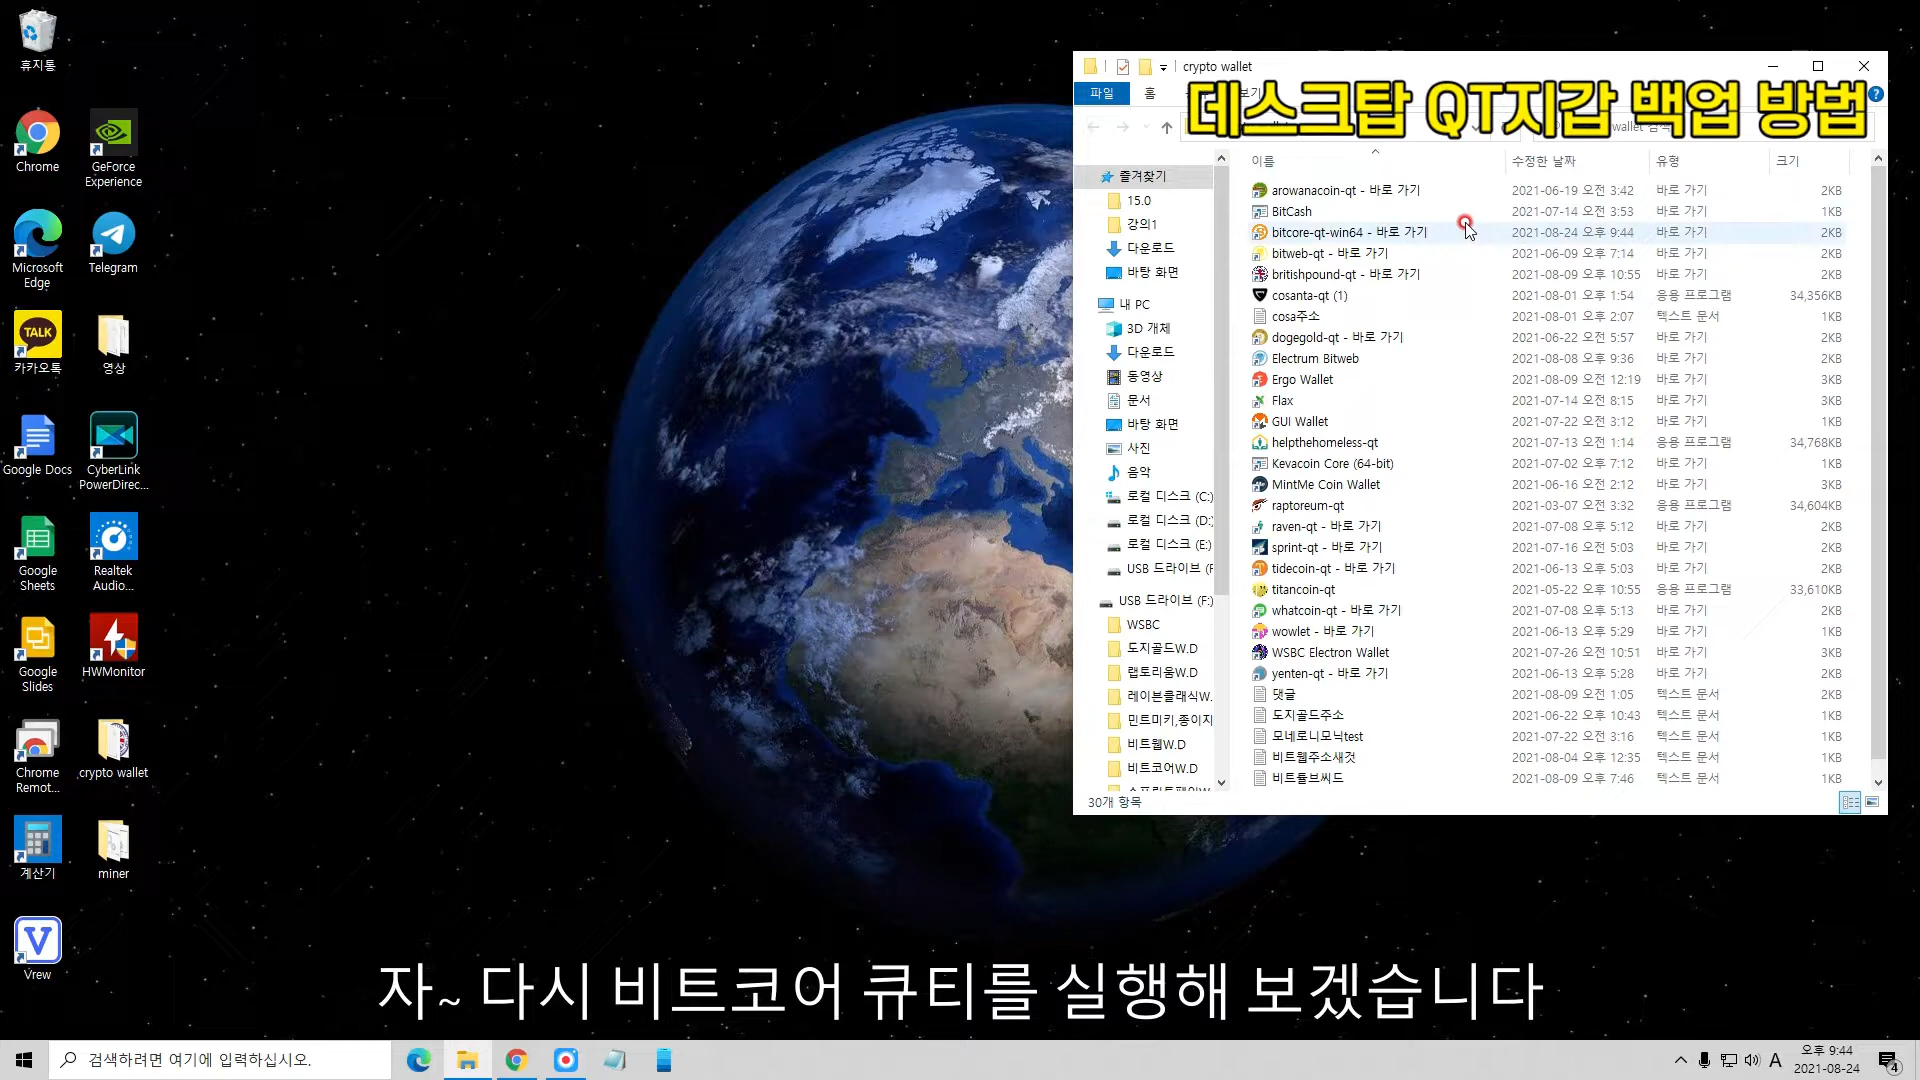 휴지통
Chrome
GeForce
Experience
Microsoft
Edge
Telegram
TALK
카카오톡
영상
Google Docs
CyberLink
PowerDirec...
Google
Sheets
Realtek
Audio...
Google
Slides
HWMonitor
Chrome
Remot...
crypto wallet
계산기
miner
V
Vrew
crypto wallet
파일
홈
보기
데스크탑 QT지갑 백업 방법
wallet 검색
즐겨찾기
15.0
강의1
다운로드
바탕 화면
내 PC
3D 개체
다운로드
동영상
문서
바탕 화면
사진
음악
로컬 디스크 (C:)
로컬 디스크 (D:)
로컬 디스크 (E:)
USB 드라이브 (F
USB 드라이브 (F:)
WSBC
도지골드W.D
랩토리움W.D
레이븐클래식W.
민트미키,종이지
비트웹W.D
비트코어W.D
이름 수정한 날짜 유형 크기
arowanacoin-qt - 바로 가기 2021-06-19 오전 3:42 바로 가기 2KB
BitCash 2021-07-14 오전 3:53 바로 가기 1KB
bitcore-qt-win64 - 바로 가기 2021-08-24 오후 9:44 바로 가기 2KB
bitweb-qt - 바로 가기 2021-06-09 오후 7:14 바로 가기 2KB
britishpound-qt - 바로 가기 2021-08-09 오후 10:55 바로 가기 2KB
cosanta-qt (1) 2021-08-01 오후 1:54 응용 프로그램 34,356KB
cosa주소 2021-08-01 오후 2:07 텍스트 문서 1KB
dogegold-qt - 바로 가기 2021-06-22 오전 5:57 바로 가기 2KB
Electrum Bitweb 2021-08-08 오후 9:36 바로 가기 2KB
Ergo Wallet 2021-08-09 오전 12:19 바로 가기 3KB
Flax 2021-07-14 오전 8:15 바로 가기 3KB
GUI Wallet 2021-07-22 오후 3:12 바로 가기 1KB
helpthehomeless-qt 2021-07-13 오전 1:14 응용 프로그램 34,768KB
Kevacoin Core (64-bit) 2021-07-02 오후 7:12 바로 가기 1KB
MintMe Coin Wallet 2021-06-16 오전 2:12 바로 가기 3KB
raptoreum-qt 2021-03-07 오전 3:32 응용 프로그램 34,604KB
raven-qt - 바로 가기 2021-07-08 오후 5:12 바로 가기 2KB
sprint-qt - 바로 가기 2021-07-16 오전 5:03 바로 가기 2KB
tidecoin-qt - 바로 가기 2021-06-13 오후 5:03 바로 가기 2KB
titancoin-qt 2021-05-22 오전 10:55 응용 프로그램 33,610KB
whatcoin-qt - 바로 가기 2021-07-08 오후 5:13 바로 가기 2KB
wowlet - 바로 가기 2021-06-13 오후 5:29 바로 가기 1KB
WSBC Electron Wallet 2021-07-26 오전 10:51 바로 가기 3KB
yenten-qt - 바로 가기 2021-06-13 오후 5:28 바로 가기 2KB
댓글 2021-08-09 오전 1:05 텍스트 문서 2KB
도지골드주소 2021-06-22 오후 10:43 텍스트 문서 1KB
모네로니모닉test 2021-07-22 오후 3:16 텍스트 문서 1KB
비트웹주소새것 2021-08-04 오후 12:35 텍스트 문서 1KB
비트튤브씨드 2021-08-09 오후 7:46 텍스트 문서 1KB
30개 항목
자~ 다시 비트코어 큐티를 실행해 보겠습니다
검색하려면 여기에 입력하십시오.
A
오후 9:44
2021-08-24
4